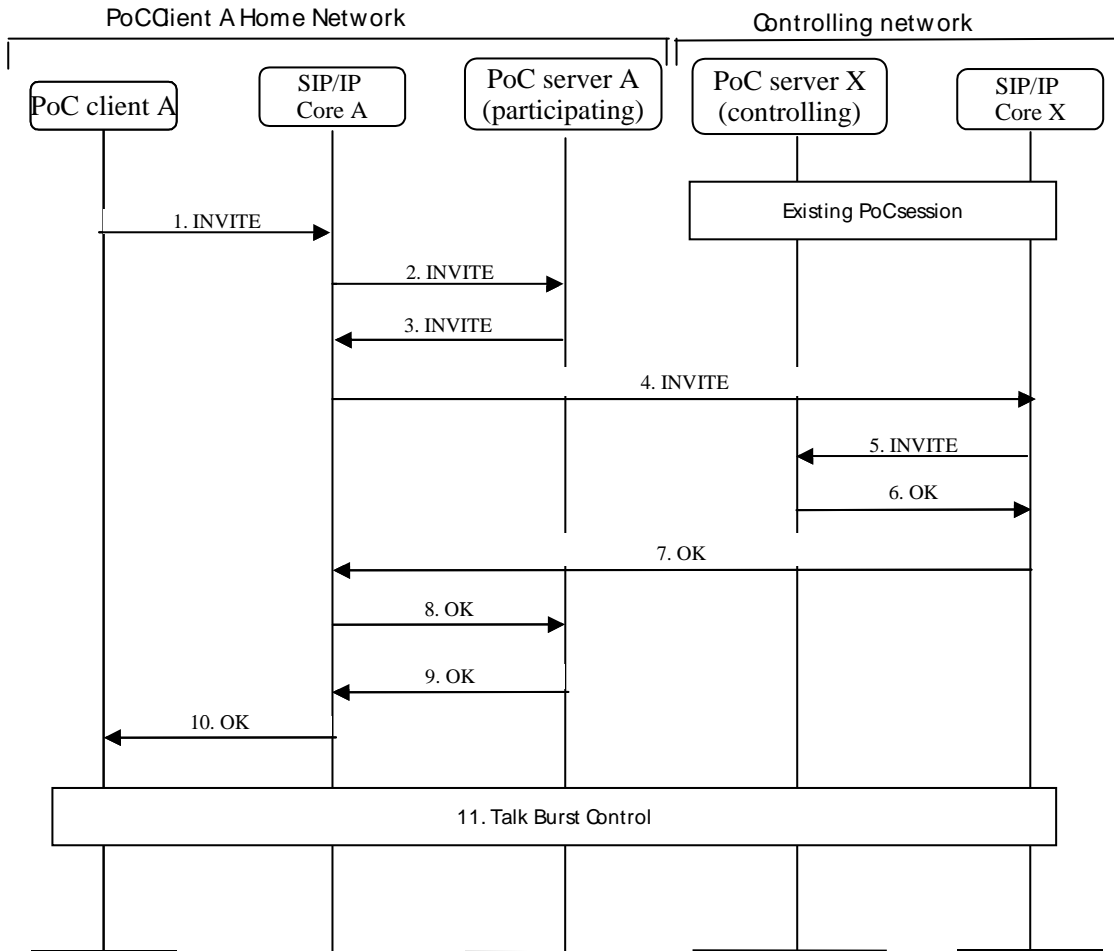 PoCClient A Home Network
Controlling network
PoC client A
SIP/IP
Core A
PoC server A
(participating)
PoC server X
(controlling)
SIP/IP
Core X
Existing PoCsession
1. INVITE
2. INVITE
3. INVITE
4. INVITE
5. INVITE
6. OK
7. OK
8. OK
9. OK
10. OK
11. Talk Burst Control